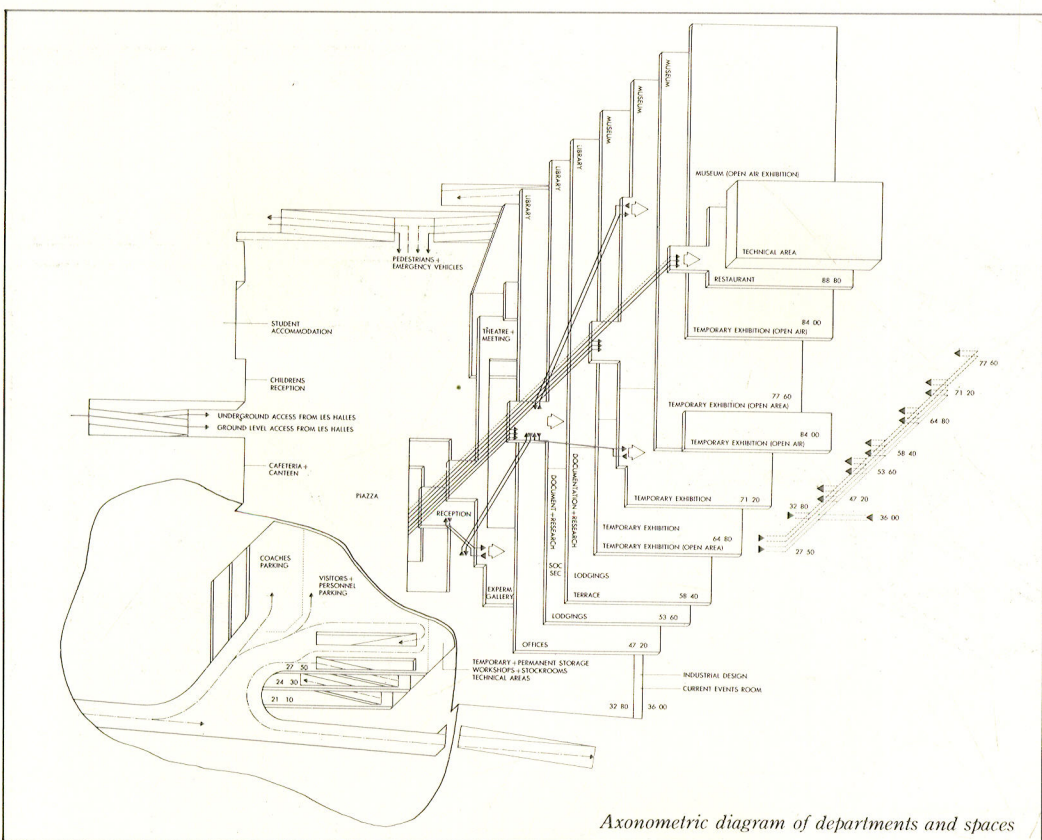 LIBRARY
LIBRARY
LIBRARY
MUSEUM
MUSEUM
MUSEUM
MUSEUM (OPEN AIR EXHIBITION)
TECHNICAL AREA
RESTAURANT
88 80
84 00
TEMPORARY EXHIBITION (OPEN AIR)
77 60
TEMPORARY EXHIBITION (OPEN AREA)
84 00
TEMPORARY EXHIBITION (OPEN AIR)
TEMPORARY EXHIBITION
71 20
TEMPORARY EXHIBITION
64 80
TEMPORARY EXHIBITION (OPEN AREA)
LODGINGS
TERRACE
58 40
LODGINGS
53 60
OFFICES
47 20
PEDESTRIANS+
EMERGENCY VEHICLES
STUDENT
ACCOMMODATION
CHILDRENS
RECEPTION
UNDERGROUND ACCESS FROM LES HALLES
GROUND LEVEL ACCESS FROM LES HALLES
CAFETERIA+
CANTEEN
PIAZZA
THEATRE+
MEETING
RECEPTION
EXPERM
GALLERY
DOCUMENT+RESEARCH
SOC
SEC
DOCUMENTATION+RESEARCH
COACHES
PARKING
VISITORS+
PERSONNEL
PARKING
27 50
24 30
21 10
TEMPORARY+PERMANENT STORAGE
WORKSHOPS+STOCKROOMS
TECHNICAL AREAS
INDUSTRIAL DESIGN
CURRENT EVENTS ROOM
32 80
36 00
77 60
71 20
64 80
58 40
53 60
47 20
32 80
36 00
27 50
Axonometric diagram of departments and spaces